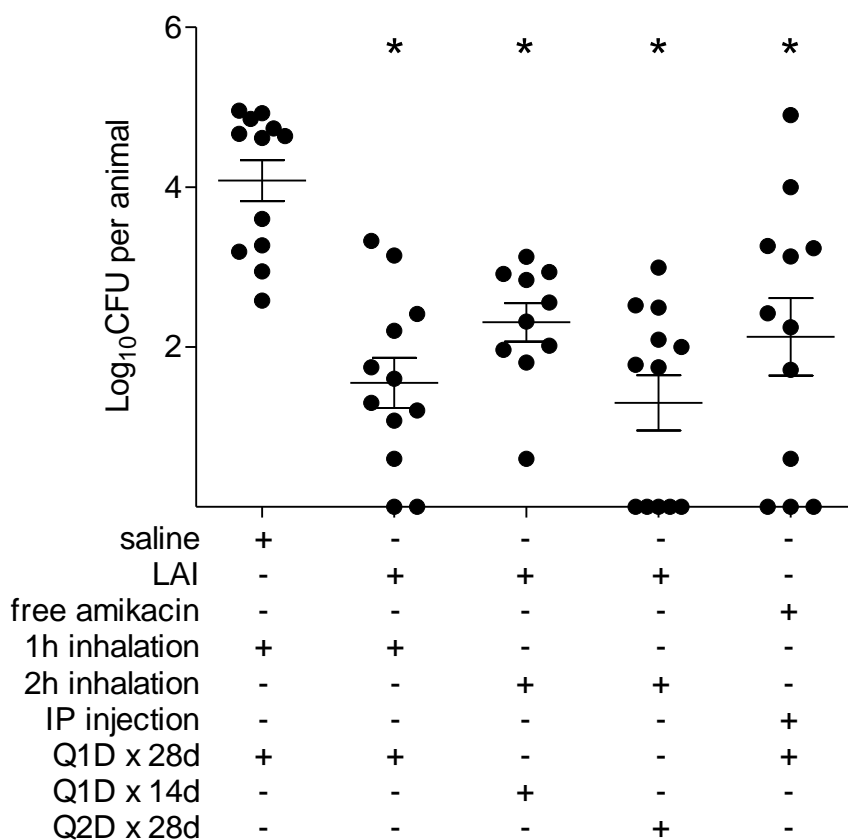 6
* * * *
4
2
Log₁₀CFU per animal
saline + - - - -
LAI - + + + -
free amikacin - - - - +
1h inhalation + + - - -
2h inhalation - - + + -
IP injection - - - - +
Q1D x 28d + + - - +
Q1D x 14d - - + - -
Q2D x 28d - - - + -